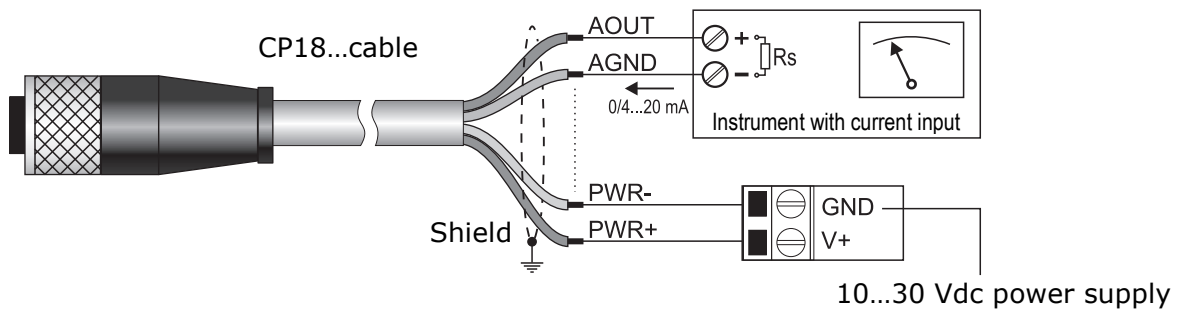 CP18...cable
AOUT
AGND
0/4...20 mA
+
-
Rs
Instrument with current input
PWR-
PWR+
Shield
GND
V+
10...30 Vdc power supply